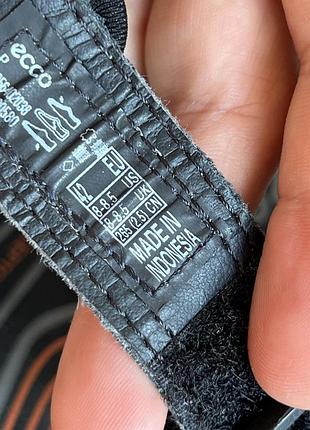 ecco
P
42 EU
8-8.5 US
8-8.5 UK
265 (2.5) CN
MADE IN
INDONESIA